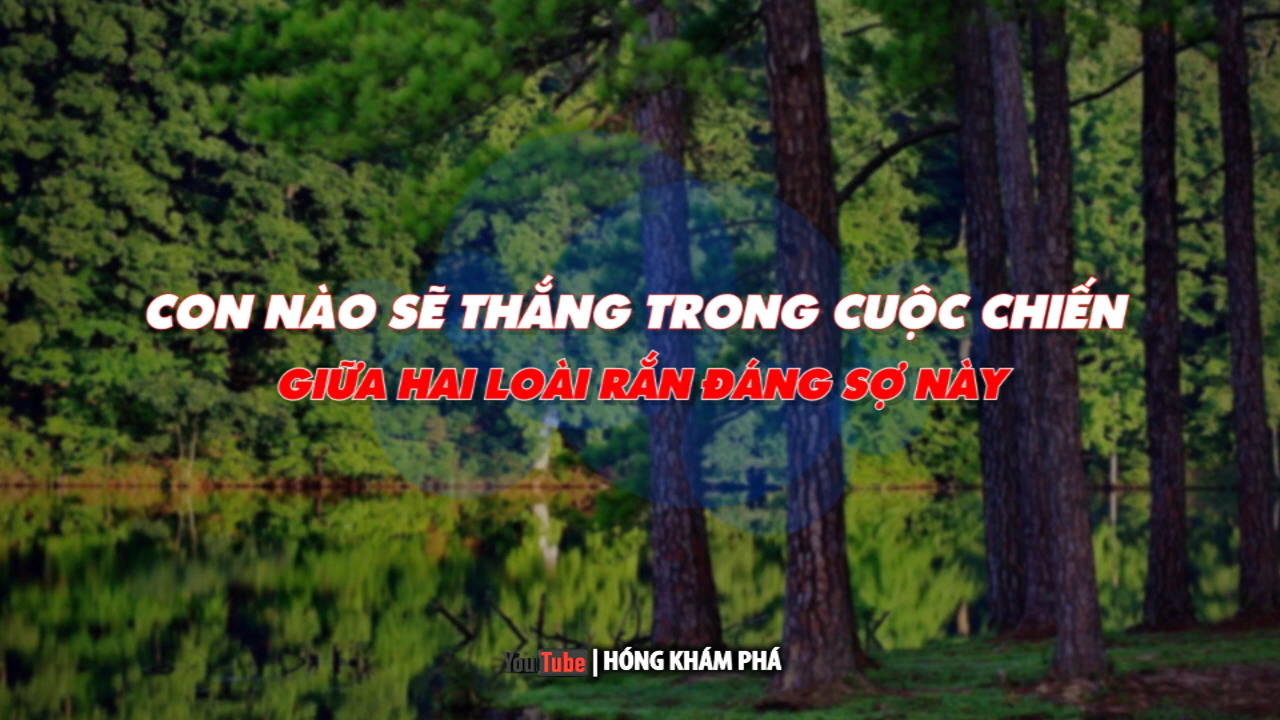 CON NÀO SẼ THẮNG TRONG CUỘC CHIẾN
GIỮA HAI LOÀI RẮN ĐÁNG SỢ NÀY
YouTube | HÓNG KHÁM PHÁ